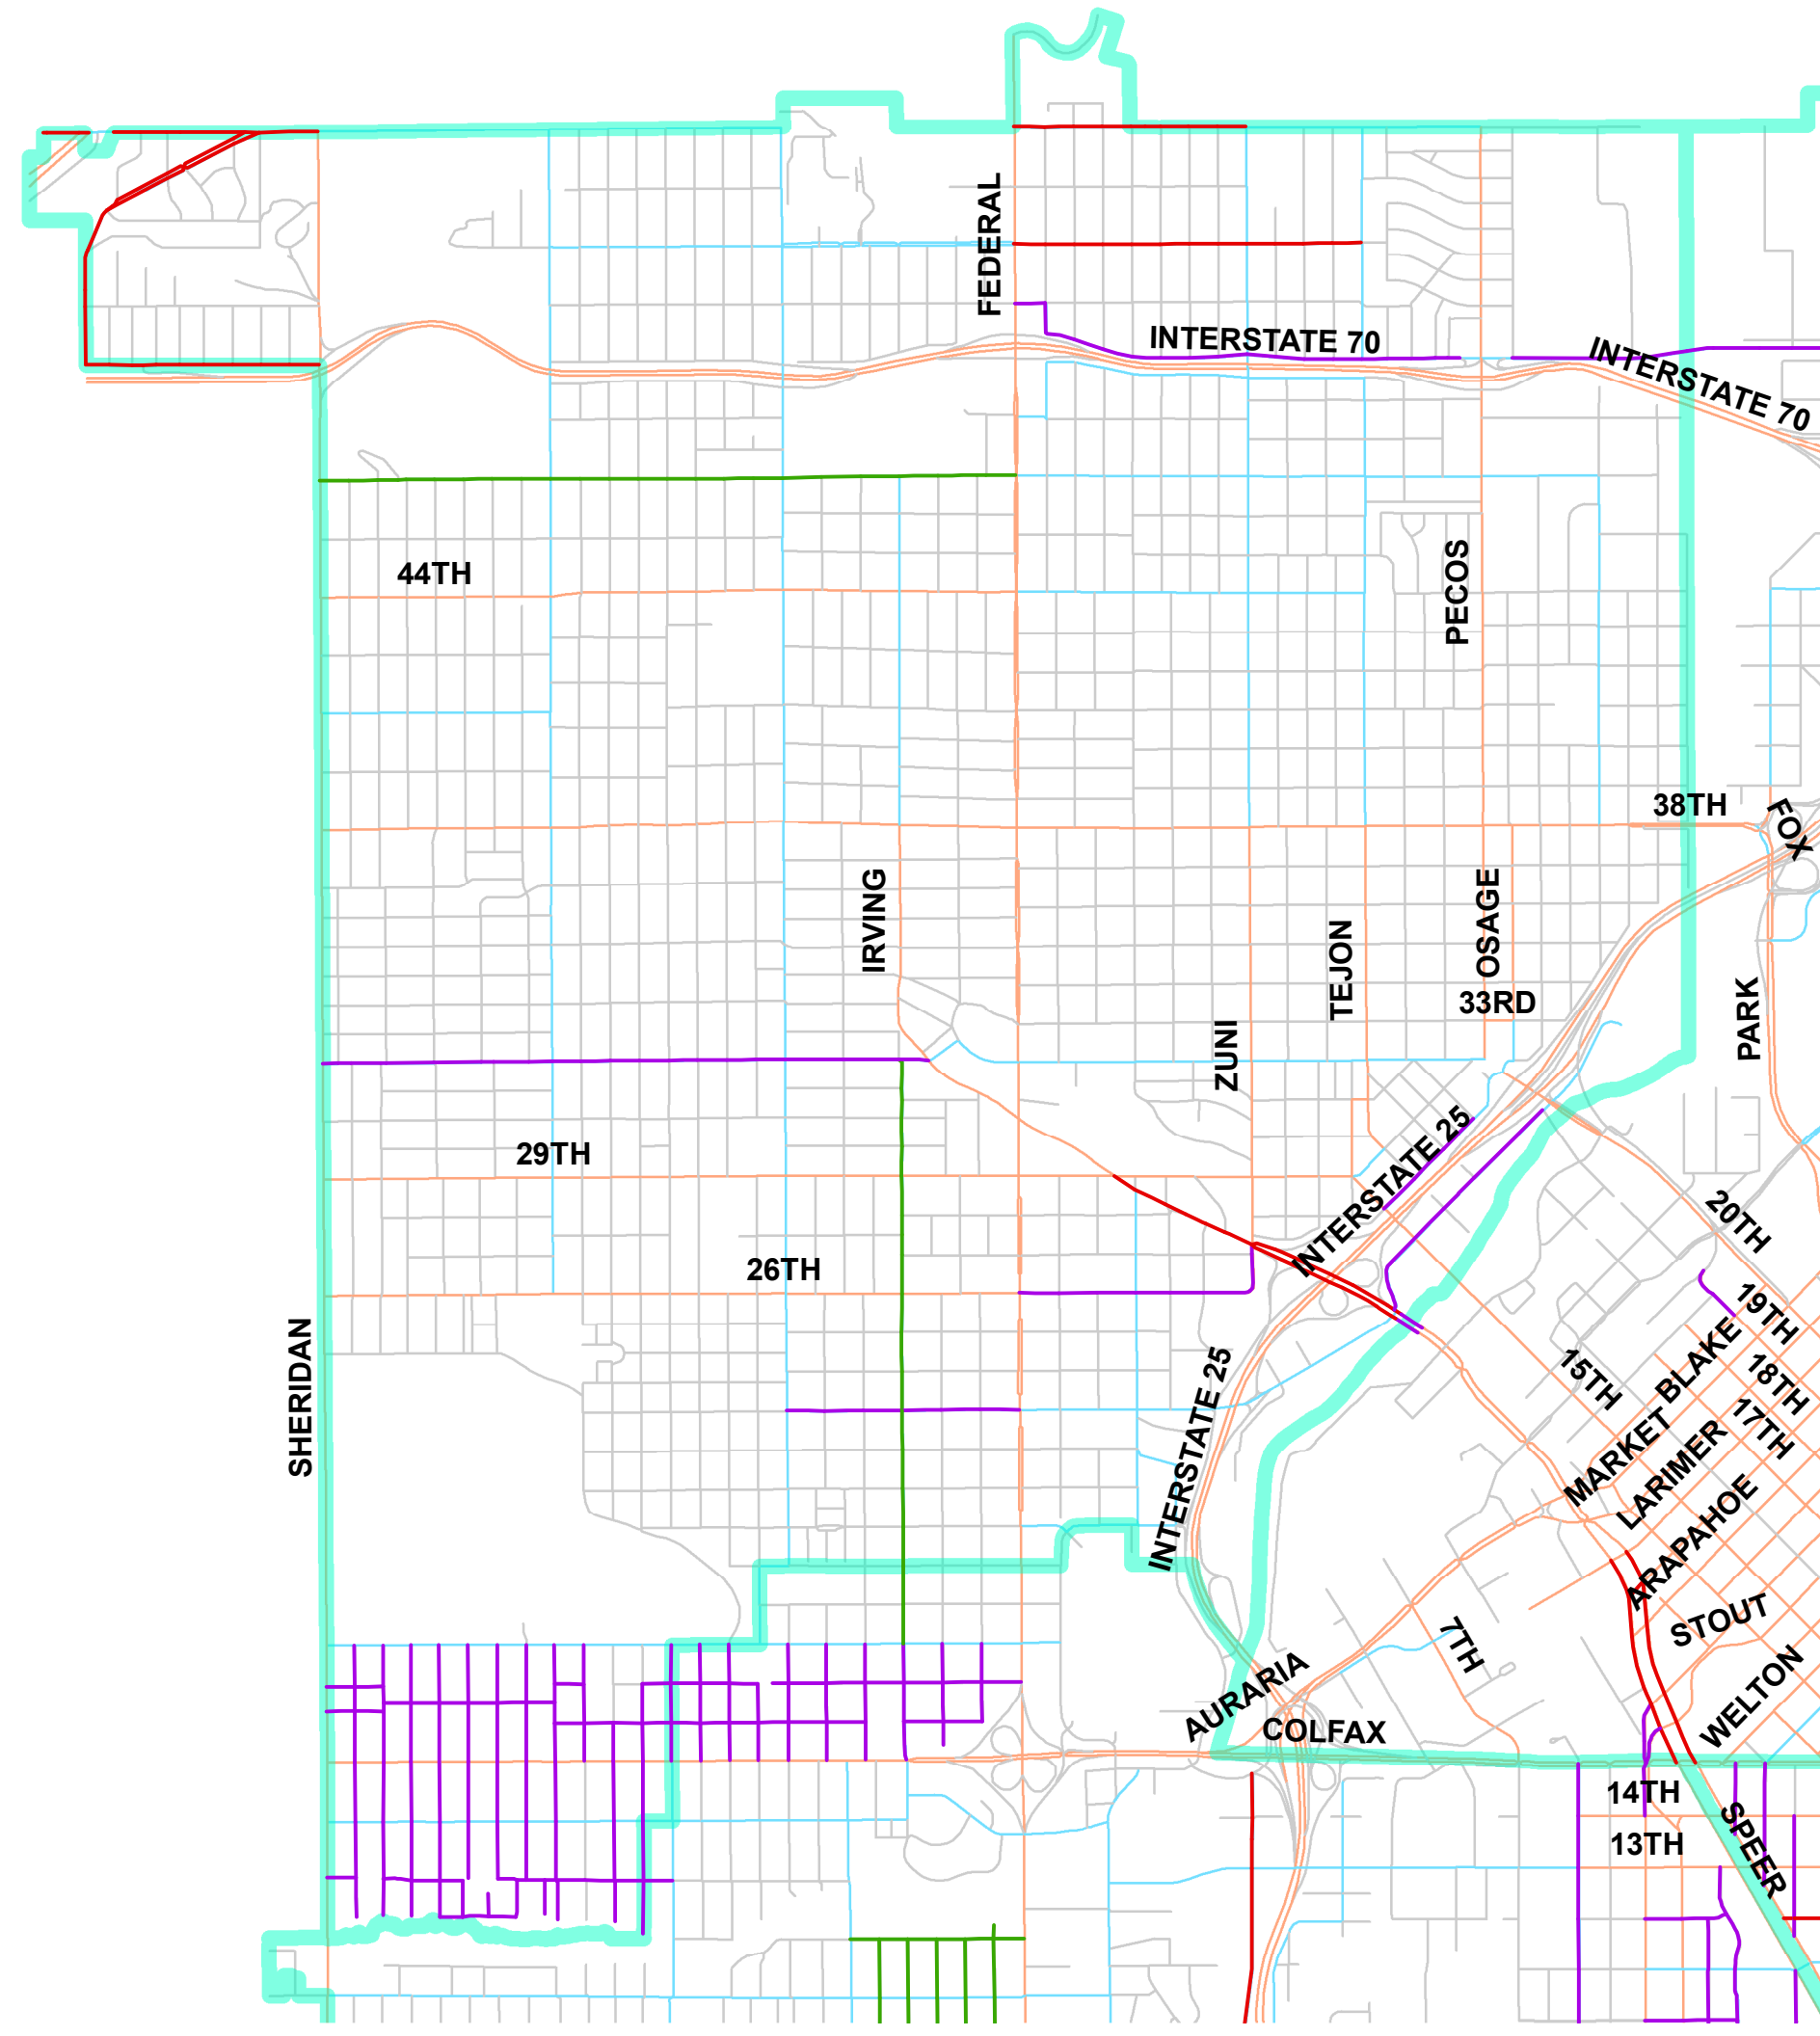 FEDERAL
INTERSTATE 70
INTERSTATE 70
44TH
PECOS
38TH
FOX
IRVING
OSAGE
TEJON
33RD
PARK
ZUNI
29TH
INTERSTATE 25
20TH
26TH
19TH
SHERIDAN
INTERSTATE 25
15TH
BLAKE
18TH
MARKET
17TH
LARIMER
ARAPAHOE
STOUT
7TH
WELTON
AURARIA
COLFAX
14TH
13TH
SPEER